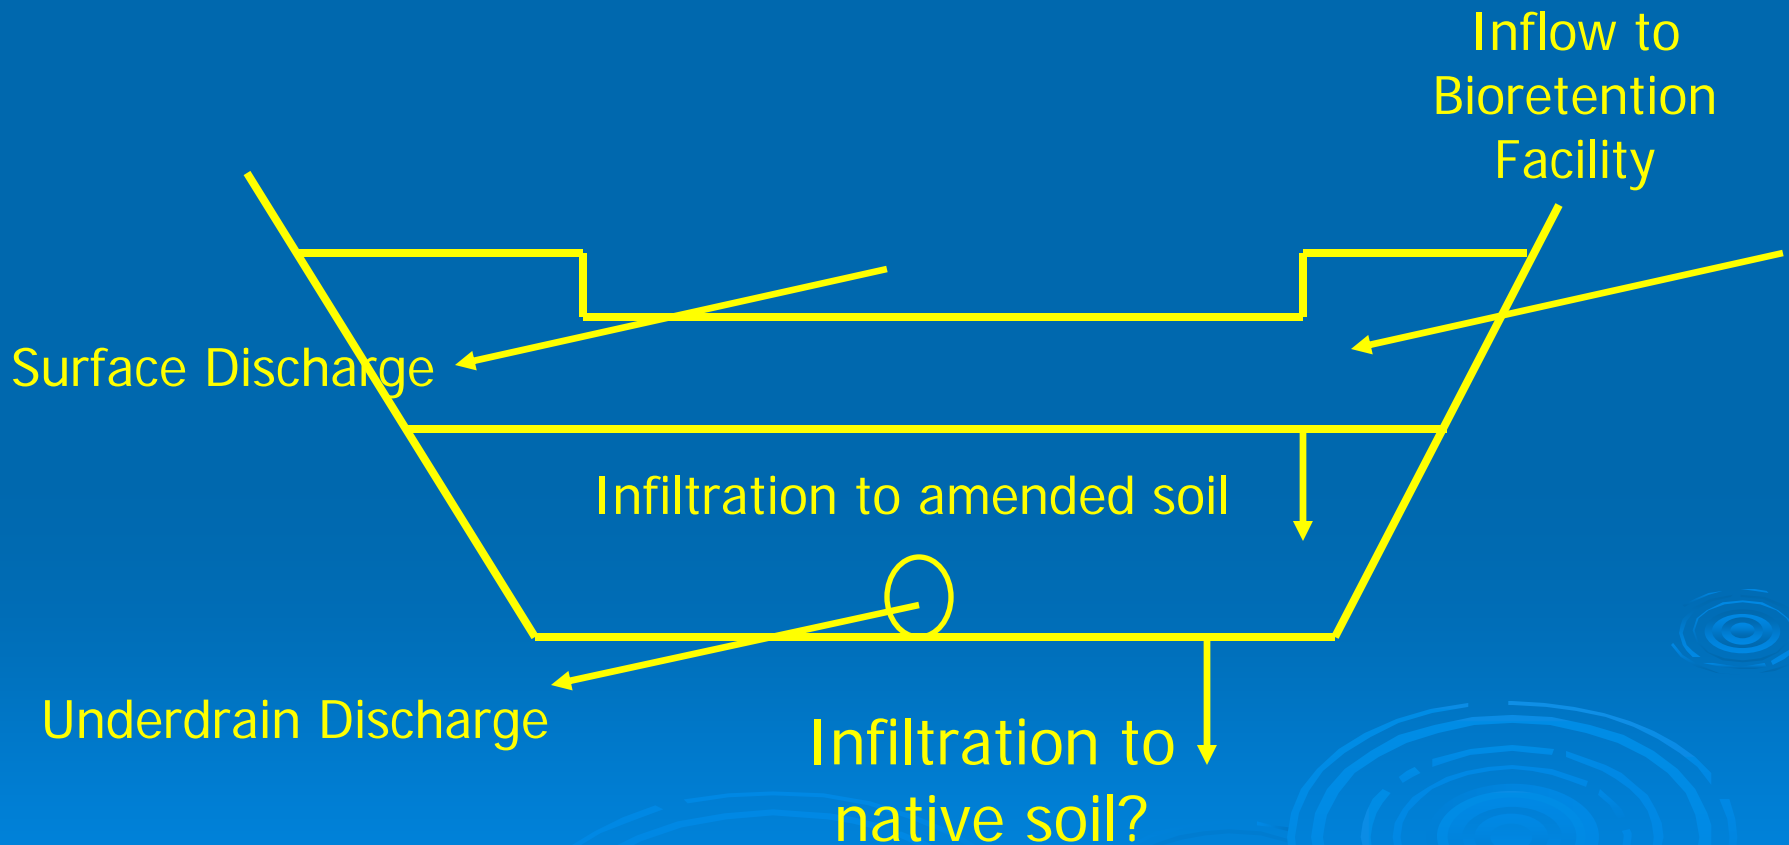 Inflow to
Bioretention
Facility
Surface Discharge
Infiltration to amended soil
Underdrain Discharge
Infiltration to
native soil?